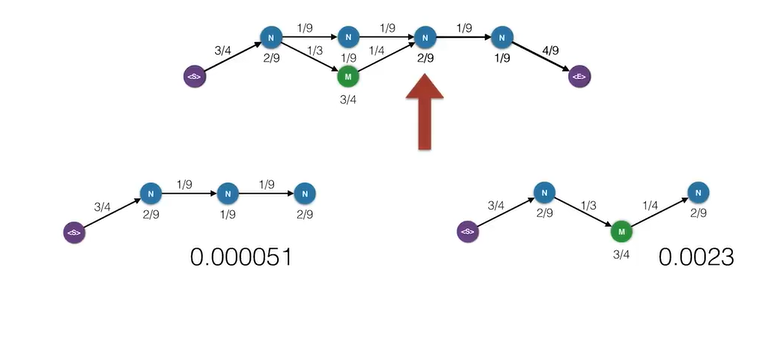 1/9 1/9 1/9
3/4 N N N N 4/9
2/9 1/3 1/9 1/4 2/9 1/9
<S> M <E>
3/4
1/9 1/9
3/4 N N N
2/9 1/9 2/9
<S>
0.000051
3/4 N 1/3 1/4 N
2/9 2/9
<S> M
3/4 0.0023